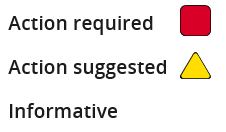 Action required
Action suggested
Informative